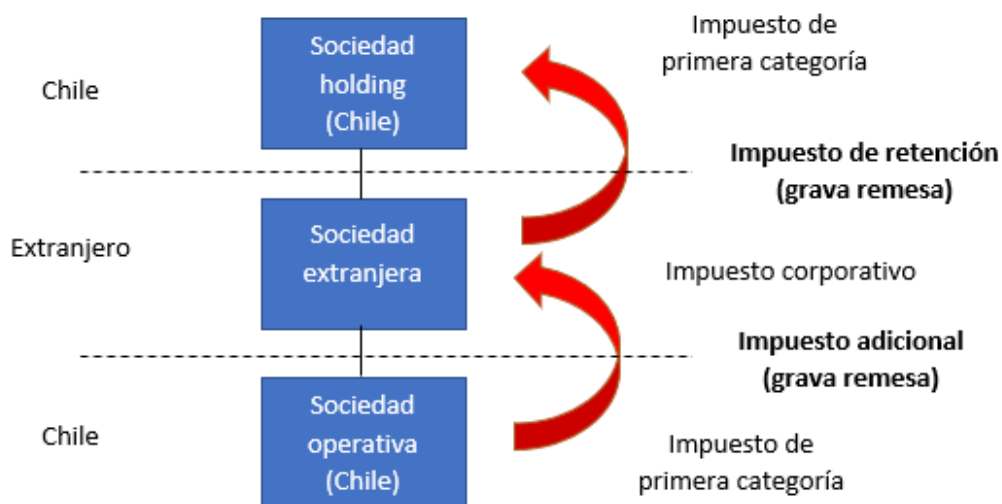 Chile
Sociedad
holding
(Chile)
Impuesto de
primera categoría
Impuesto de retención
(grava remesa)
Extranjero
Sociedad
extranjera
Impuesto corporativo
Impuesto adicional
(grava remesa)
Chile
Sociedad
operativa
(Chile)
Impuesto de
primera categoría